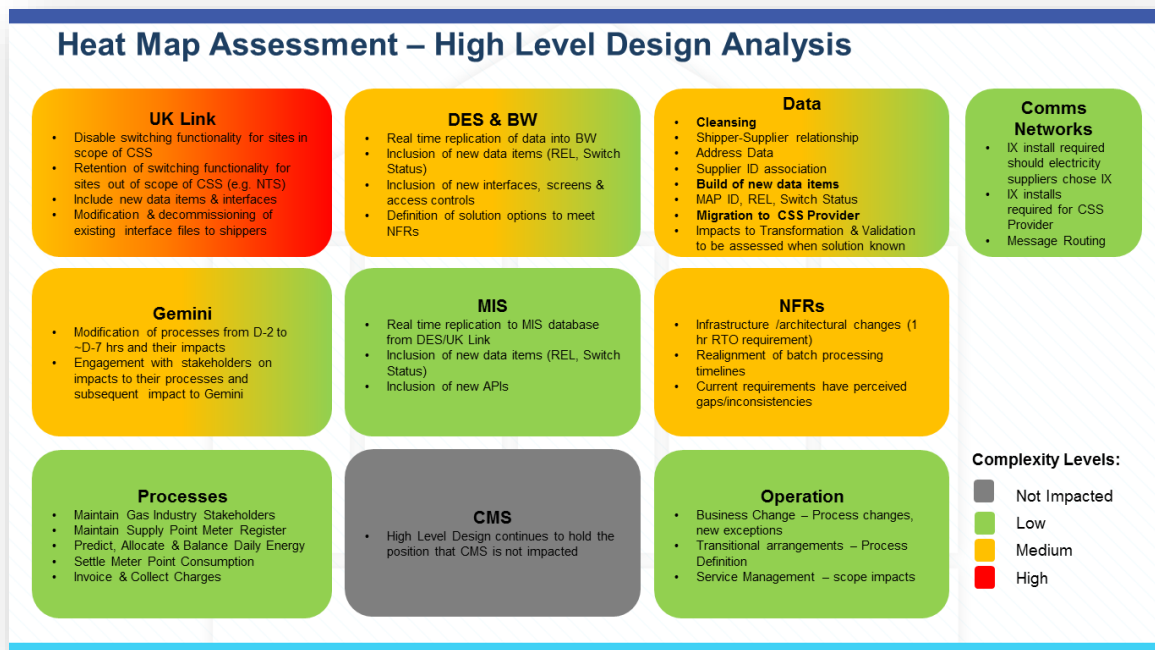 Heat Map Assessment – High Level Design Analysis
UK Link
• Disable switching functionality for sites in
scope of CSS
• Retention of switching functionality for
sites out of scope of CSS (e.g. NTS)
• Include new data items & interfaces
• Modification & decommissioning of
existing interface files to shippers
DES & BW
• Real time replication of data into BW
• Inclusion of new data items (REL, Switch
Status)
• Inclusion of new interfaces, screens &
access controls
• Definition of solution options to meet
NFRs
Data
• Cleansing
• Shipper-Supplier relationship
• Address Data
• Supplier ID association
• Build of new data items
• MAP ID, REL, Switch Status
• Migration to CSS Provider
• Impacts to Transformation & Validation
to be assessed when solution known
Comms
Networks
• IX install required
should electricity
suppliers chose IX
• IX installs
required for CSS
Provider
• Message Routing
Gemini
• Modification of processes from D-2 to
~D-7 hrs and their impacts
• Engagement with stakeholders on
impacts to their processes and
subsequent impact to Gemini
MIS
• Real time replication to MIS database
from DES/UK Link
• Inclusion of new data items (REL, Switch
Status)
• Inclusion of new APIs
NFRs
• Infrastructure /architectural changes (1
hr RTO requirement)
• Realignment of batch processing
timelines
• Current requirements have perceived
gaps/inconsistencies
Processes
• Maintain Gas Industry Stakeholders
• Maintain Supply Point Meter Register
• Predict, Allocate & Balance Daily Energy
• Settle Meter Point Consumption
• Invoice & Collect Charges
CMS
• High Level Design continues to hold the
position that CMS is not impacted
Operation
• Business Change – Process changes,
new exceptions
• Transitional arrangements – Process
Definition
• Service Management – scope impacts
Complexity Levels:
Not Impacted
Low
Medium
High